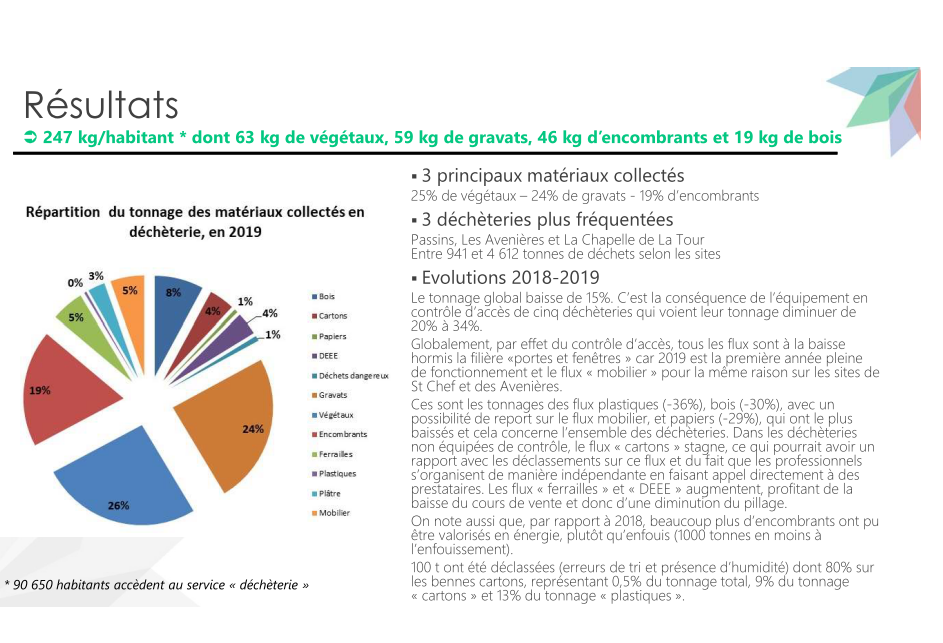 Résultats
➲ 247 kg/habitant * dont 63 kg de végétaux, 59 kg de gravats, 46 kg d'encombrants et 19 kg de bois
Répartition du tonnage des matériaux collectés en
déchèterie, en 2019
0%
3%
5%
8%
4%
1%
4%
1%
5%
19%
24%
26%
Bois
Cartons
Papiers
DEEE
Déchets dangereux
Gravats
Végétaux
Encombrants
Ferrailles
Plastiques
Plâtre
Mobilier
* 90 650 habitants accèdent au service « déchèterie »
▪ 3 principaux matériaux collectés
25% de végétaux – 24% de gravats - 19% d'encombrants
▪ 3 déchèteries plus fréquentées
Passins, Les Avenières et La Chapelle de La Tour
Entre 941 et 4 612 tonnes de déchets selon les sites
▪ Evolutions 2018-2019
Le tonnage global baisse de 15%. C'est la conséquence de l'équipement en
contrôle d'accès de cinq déchèteries qui voient leur tonnage diminuer de
20% à 34%.
Globalement, par effet du contrôle d'accès, tous les flux sont à la baisse
hormis la filière «portes et fenêtres » car 2019 est la première année pleine
de fonctionnement et le flux « mobilier » pour la même raison sur les sites de
St Chef et des Avenières.
Ces sont les tonnages des flux plastiques (-36%), bois (-30%), avec un
possibilité de report sur le flux mobilier, et papiers (-29%), qui ont le plus
baissés et cela concerne l'ensemble des déchèteries. Dans les déchèteries
non équipées de contrôle, le flux « cartons » stagne, ce qui pourrait avoir un
rapport avec les déclassements sur ce flux et du fait que les professionnels
s'organisent de manière indépendante en faisant appel directement à des
prestataires. Les flux « ferrailles » et « DEEE » augmentent, profitant de la
baisse du cours de vente et donc d'une diminution du pillage.
On note aussi que, par rapport à 2018, beaucoup plus d'encombrants ont pu
être valorisés en énergie, plutôt qu'enfouis (1000 tonnes en moins à
l'enfouissement).
100 t ont été déclassées (erreurs de tri et présence d'humidité) dont 80% sur
les bennes cartons, représentant 0,5% du tonnage total, 9% du tonnage
« cartons » et 13% du tonnage « plastiques ».